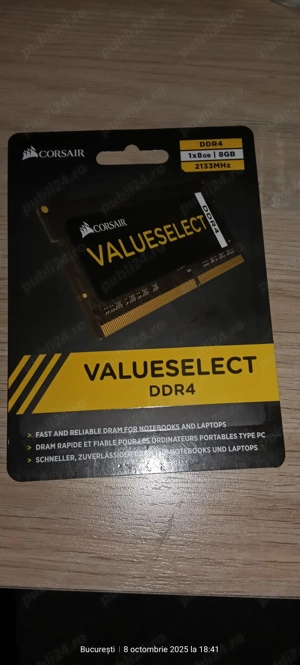 CORSAIR
DDR4
1x8GB | 8GB
2133MHz
CORSAIR
VALUESELECT
DDR4
VALUESELECT
DDR4
> FAST AND RELIABLE DRAM FOR NOTEBOOKS AND LAPTOPS
> DRAM RAPIDE ET FIABLE POUR LES ORDINATEURS PORTABLES TYPE PC
> SCHNELLER, ZUVERLÄSSIGER NOTEBOOKS UND LAPTOPS
București | 8 octombrie 2025 la 18:41
publi24.ro